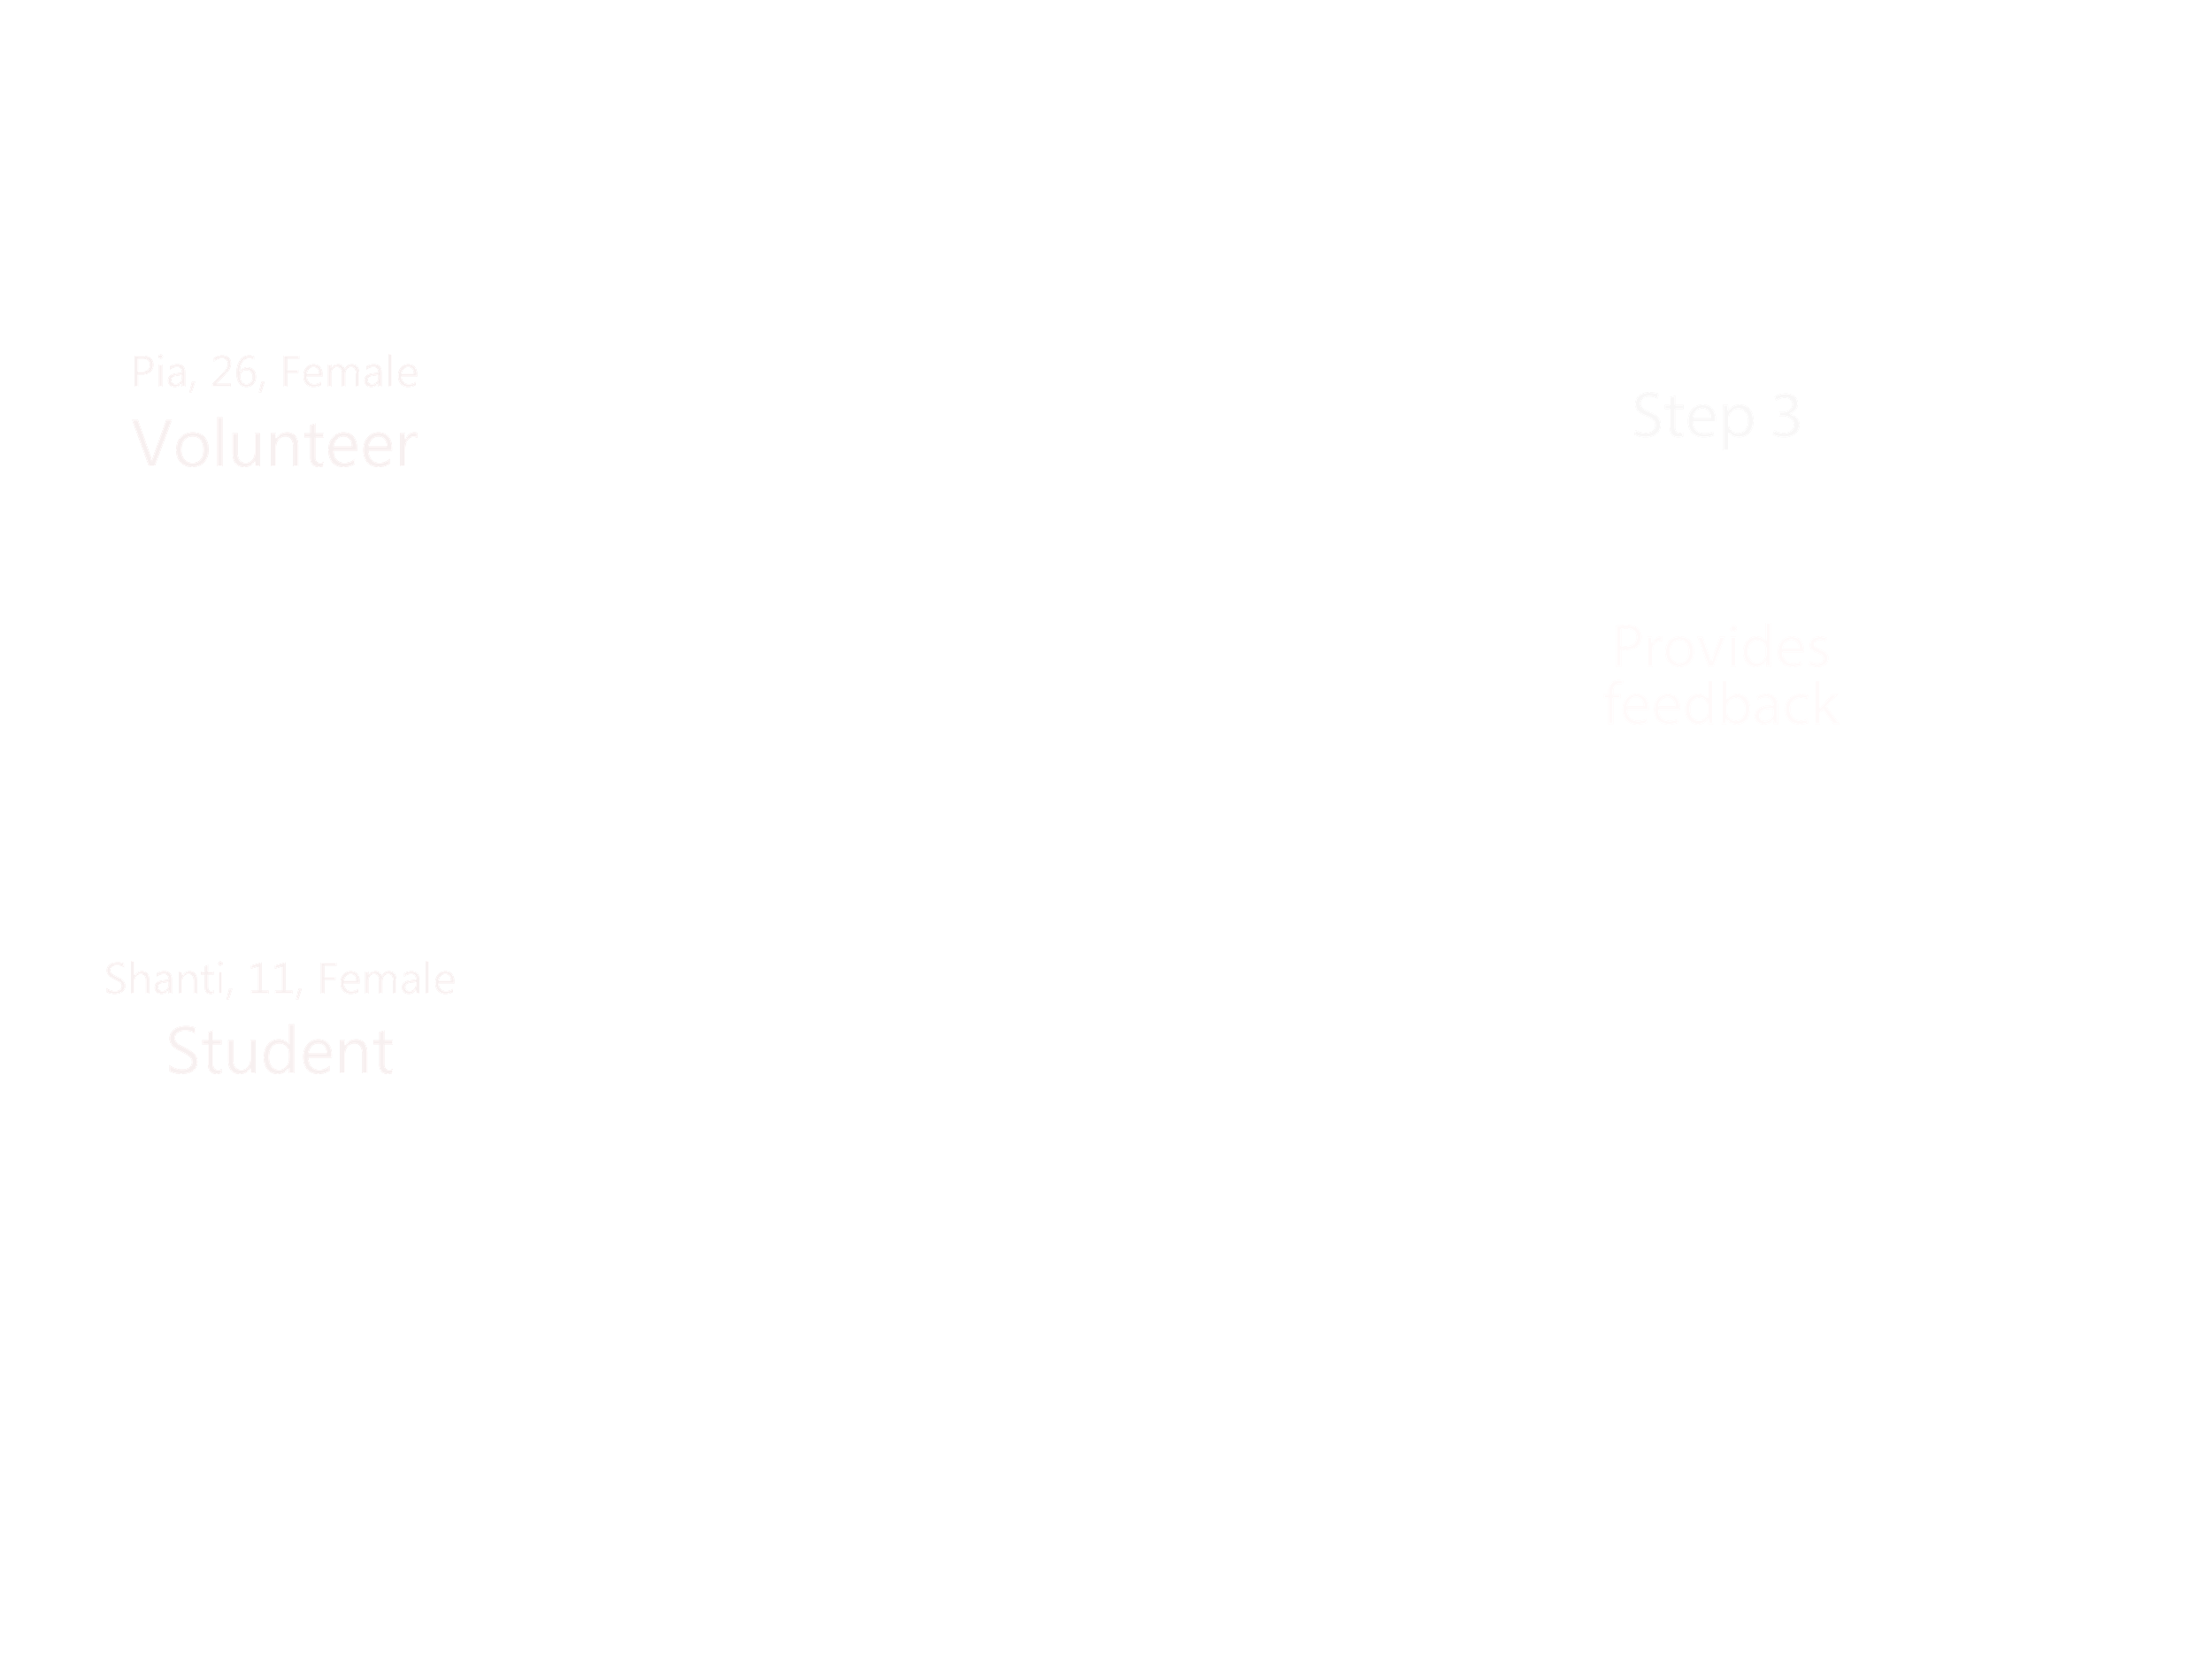 Pia, 26, Female
Volunteer
Step 3
Provides
feedback
Shanti, 11, Female
Student